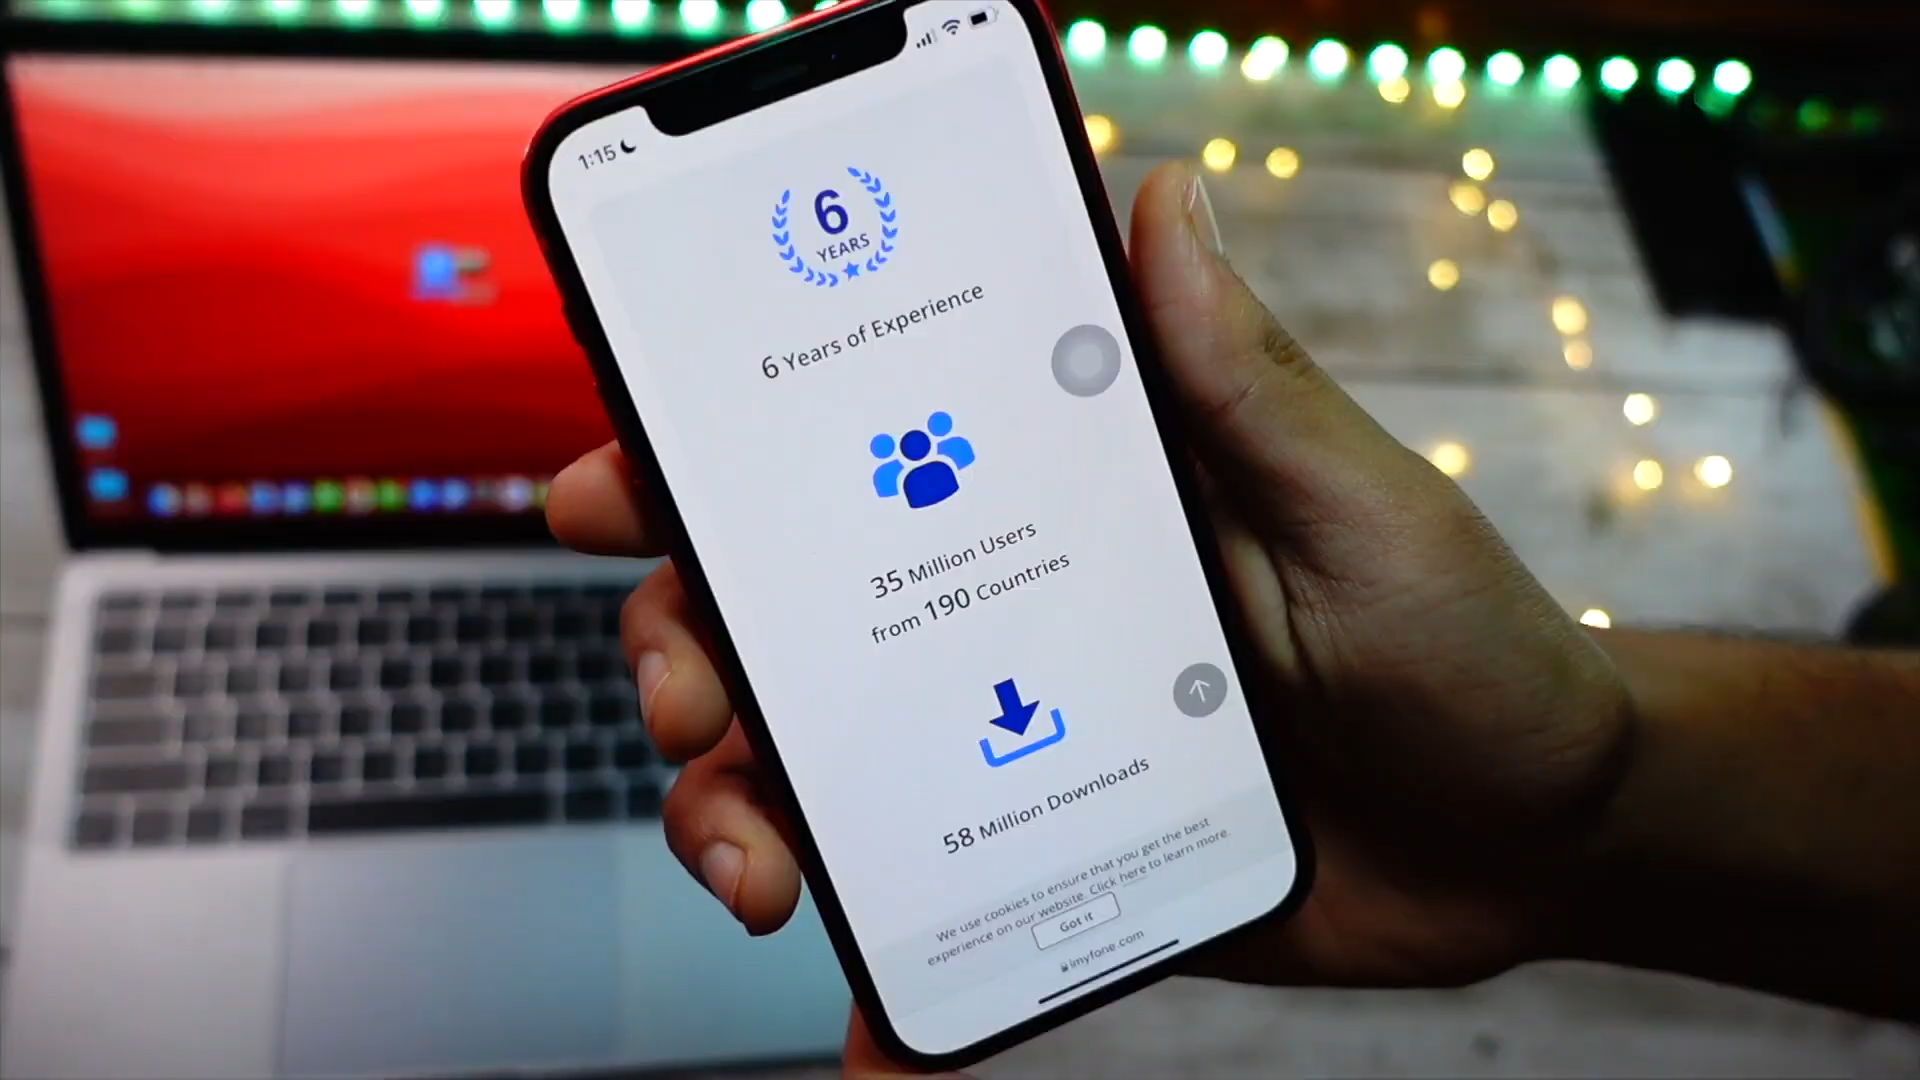 1:15
6
YEARS
6 Years of Experience
35 Million Users
from 190 Countries
58 Million Downloads
We use cookies to ensure that you get the best
experience on our website. Click here to learn more.
Got it
imyfone.com